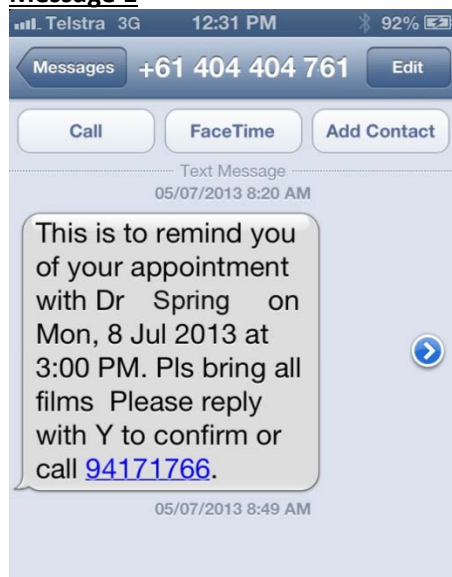 Telstra 3G 12:31 PM 92%
Messages +61 404 404 761 Edit
Call FaceTime Add Contact
Text Message
05/07/2013 8:20 AM
This is to remind you
of your appointment
with Dr Spring on
Mon, 8 Jul 2013 at
3:00 PM. Pls bring all
films Please reply
with Y to confirm or
call 94171766.
05/07/2013 8:49 AM